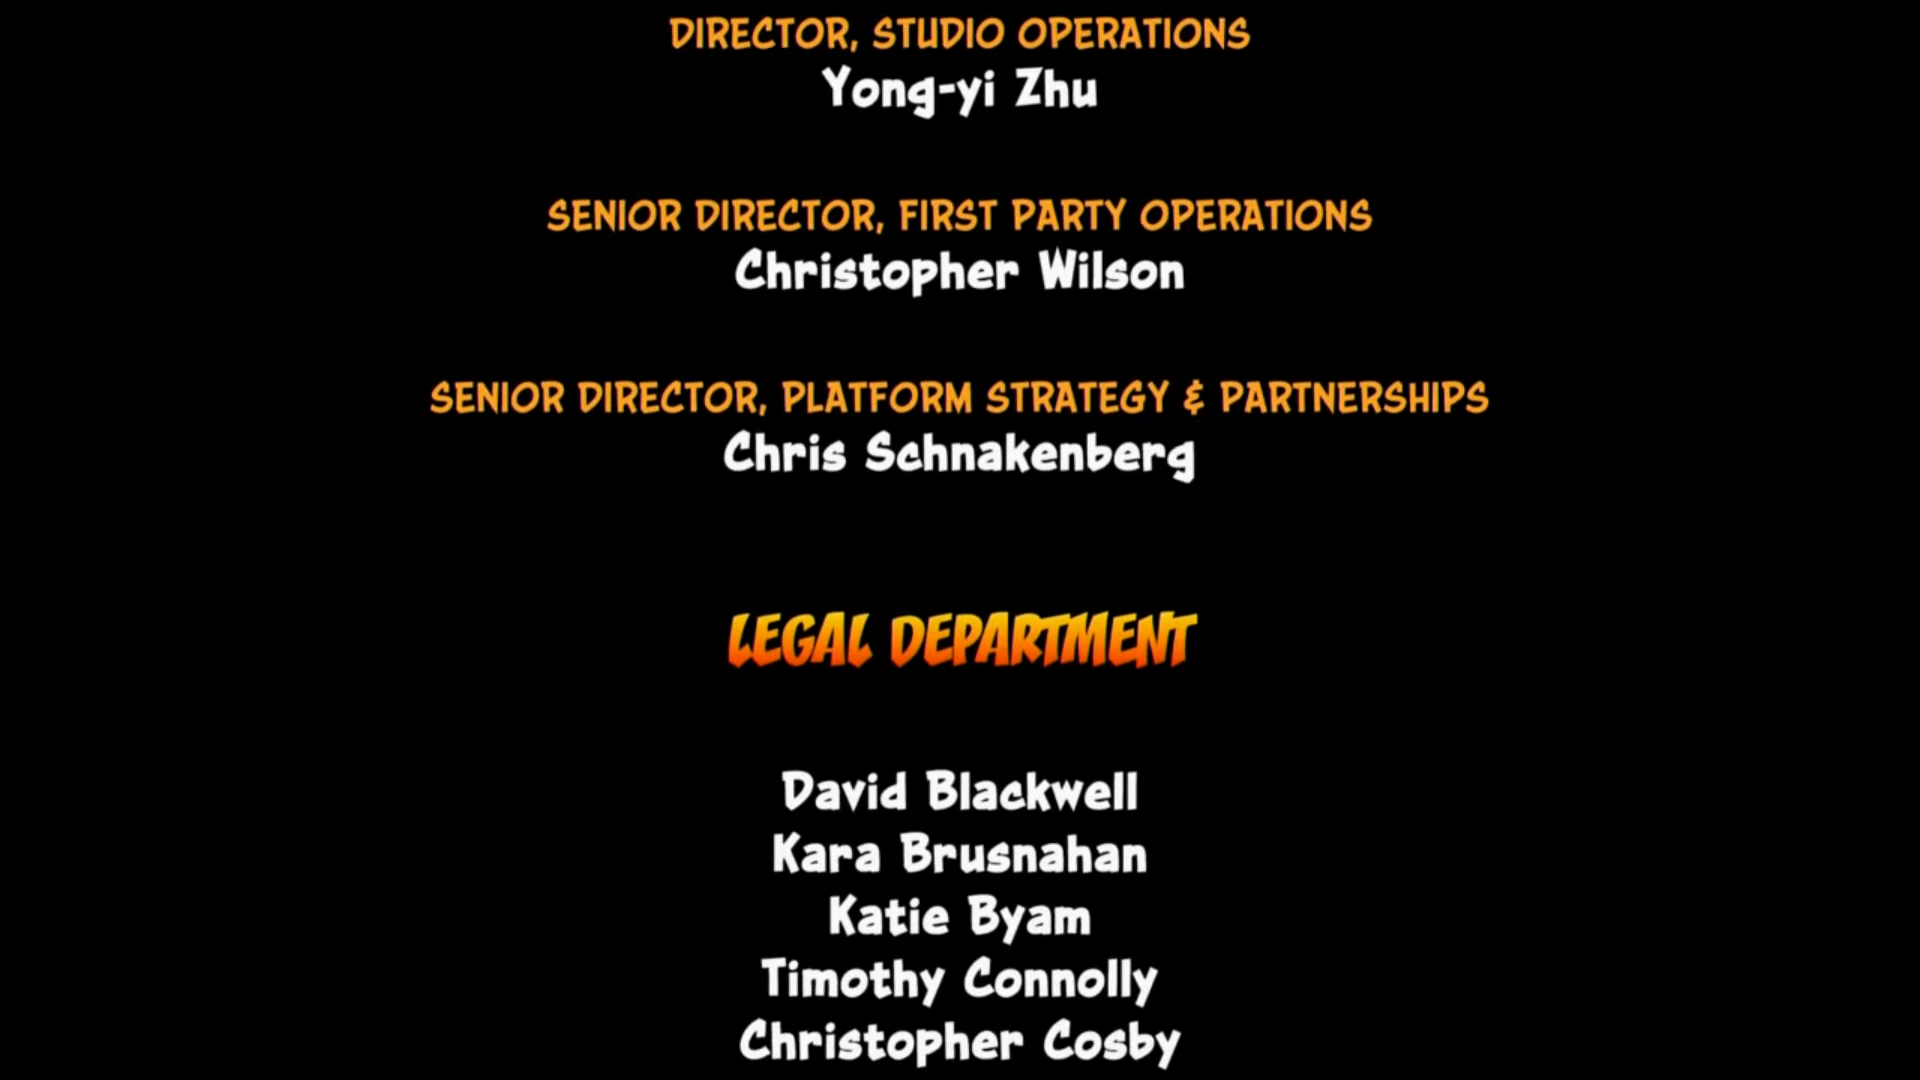 DIRECTOR, STUDIO OPERATIONS
Yong-yi Zhu
SENIOR DIRECTOR, FIRST PARTY OPERATIONS
Christopher Wilson
SENIOR DIRECTOR, PLATFORM STRATEGY & PARTNERSHIPS
Chris Schnakenberg
LEGAL DEPARTMENT
David Blackwell
Kara Brusnahan
Katie Byam
Timothy Connolly
Christopher Cosby